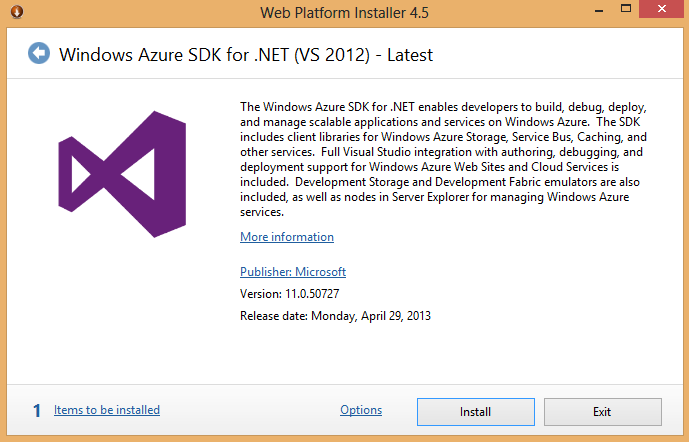 Web Platform Installer 4.5
Windows Azure SDK for .NET (VS 2012) - Latest
The Windows Azure SDK for .NET enables developers to build, debug, deploy,
and manage scalable applications and services on Windows Azure.  The SDK
includes client libraries for Windows Azure Storage, Service Bus, Caching, and
other services.  Full Visual Studio integration with authoring, debugging, and
deployment support for Windows Azure Web Sites and Cloud Services is
included.  Development Storage and Development Fabric emulators are also
included, as well as nodes in Server Explorer for managing Windows Azure
services.
More information
Publisher: Microsoft
Version: 11.0.50727
Release date: Monday, April 29, 2013
1 Items to be installed Options Install Exit